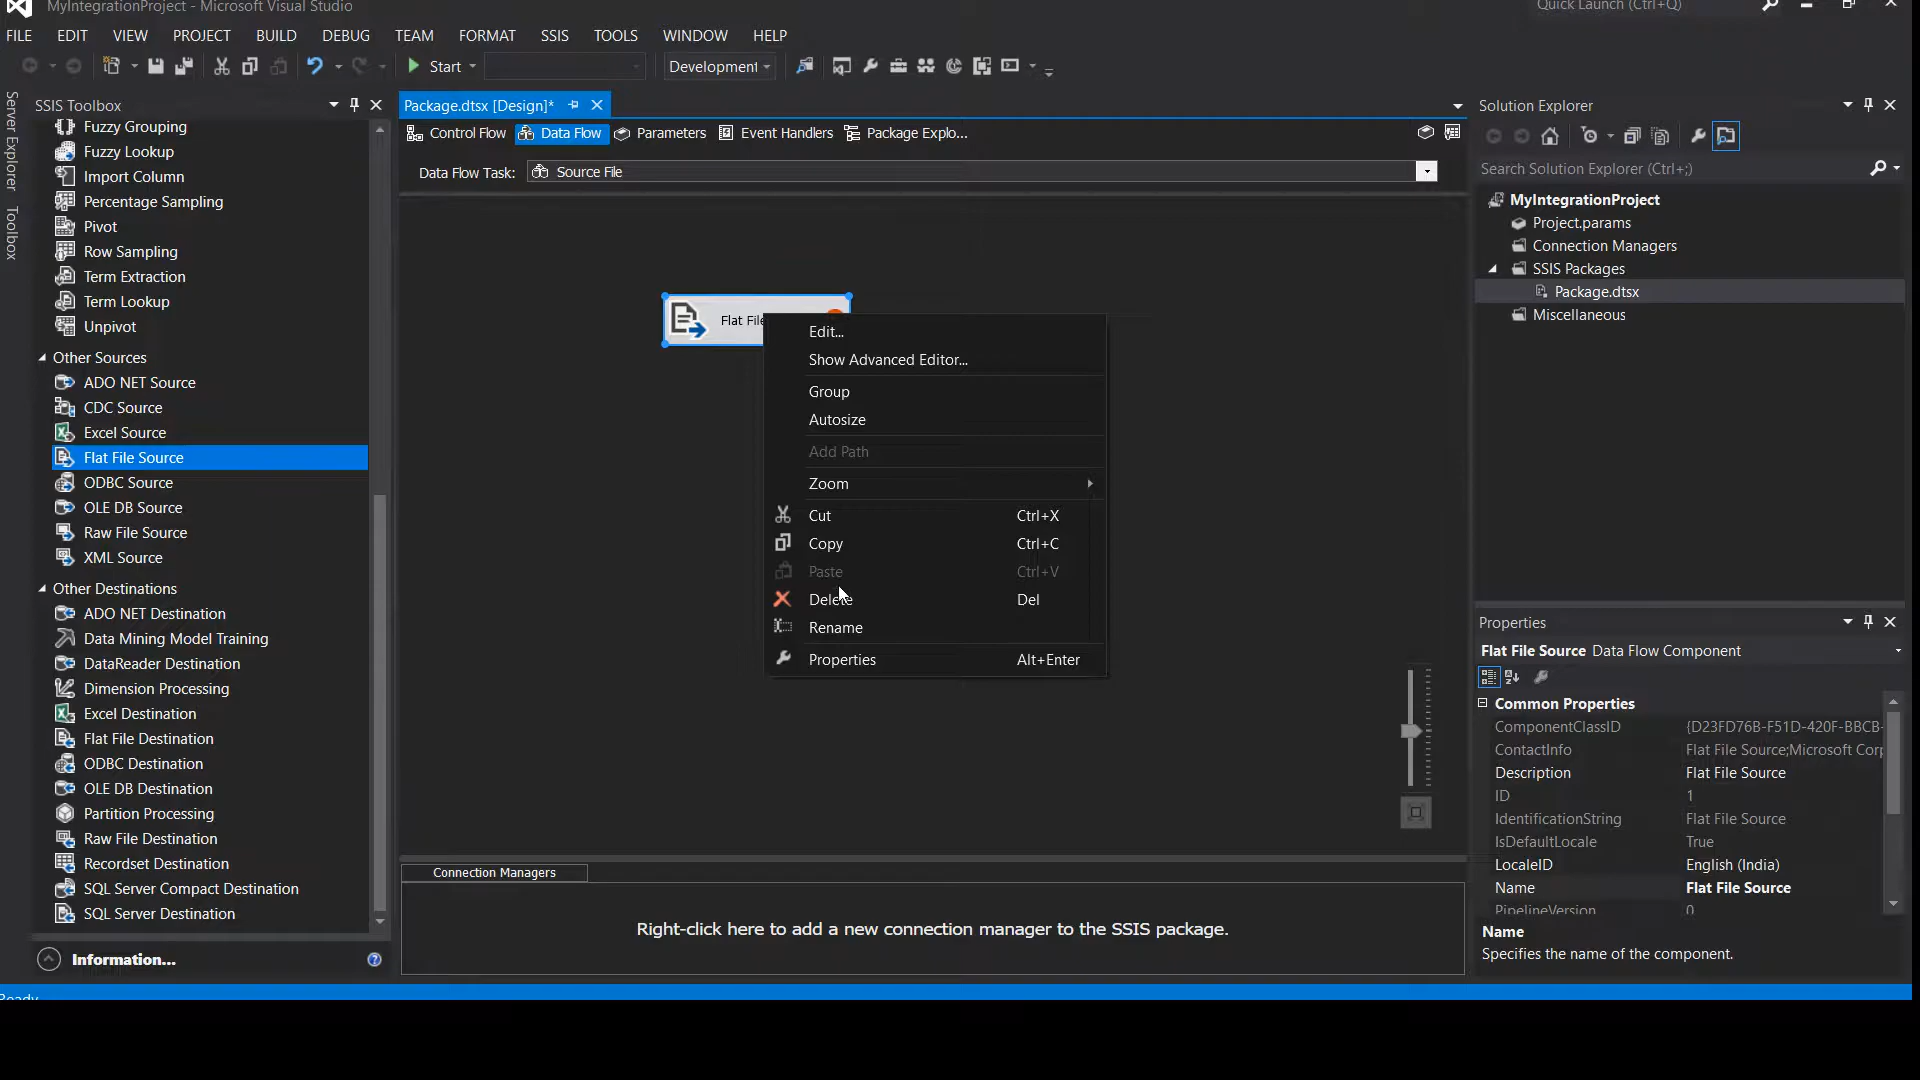 MyIntegrationProject - Microsoft Visual Studio
Quick Launch (Ctrl+Q)
FILE EDIT VIEW PROJECT BUILD DEBUG TEAM FORMAT SSIS TOOLS WINDOW HELP
Start
Development
Server Explorer
Toolbox
SSIS Toolbox
Fuzzy Grouping
Fuzzy Lookup
Import Column
Percentage Sampling
Pivot
Row Sampling
Term Extraction
Term Lookup
Unpivot
Other Sources
ADO NET Source
CDC Source
Excel Source
Flat File Source
ODBC Source
OLE DB Source
Raw File Source
XML Source
Other Destinations
ADO NET Destination
Data Mining Model Training
DataReader Destination
Dimension Processing
Excel Destination
Flat File Destination
ODBC Destination
OLE DB Destination
Partition Processing
Raw File Destination
Recordset Destination
SQL Server Compact Destination
SQL Server Destination
Information...
Package.dtsx [Design]*
Control Flow Data Flow Parameters Event Handlers Package Explo...
Data Flow Task: Source File
Flat File
Edit...
Show Advanced Editor...
Group
Autosize
Add Path
Zoom
Cut Ctrl+X
Copy Ctrl+C
Paste Ctrl+V
Delete Del
Rename
Properties Alt+Enter
Connection Managers
Right-click here to add a new connection manager to the SSIS package.
Solution Explorer
Search Solution Explorer (Ctrl+;)
MyIntegrationProject
Project.params
Connection Managers
SSIS Packages
Package.dtsx
Miscellaneous
Properties
Flat File Source Data Flow Component
Common Properties
ComponentClassID {D23FD76B-F51D-420F-BBCB-
ContactInfo Flat File Source;Microsoft Corp
Description Flat File Source
ID 1
IdentificationString Flat File Source
IsDefaultLocale True
LocaleID English (India)
Name Flat File Source
PipelineVersion 0
Name
Specifies the name of the component.
Ready